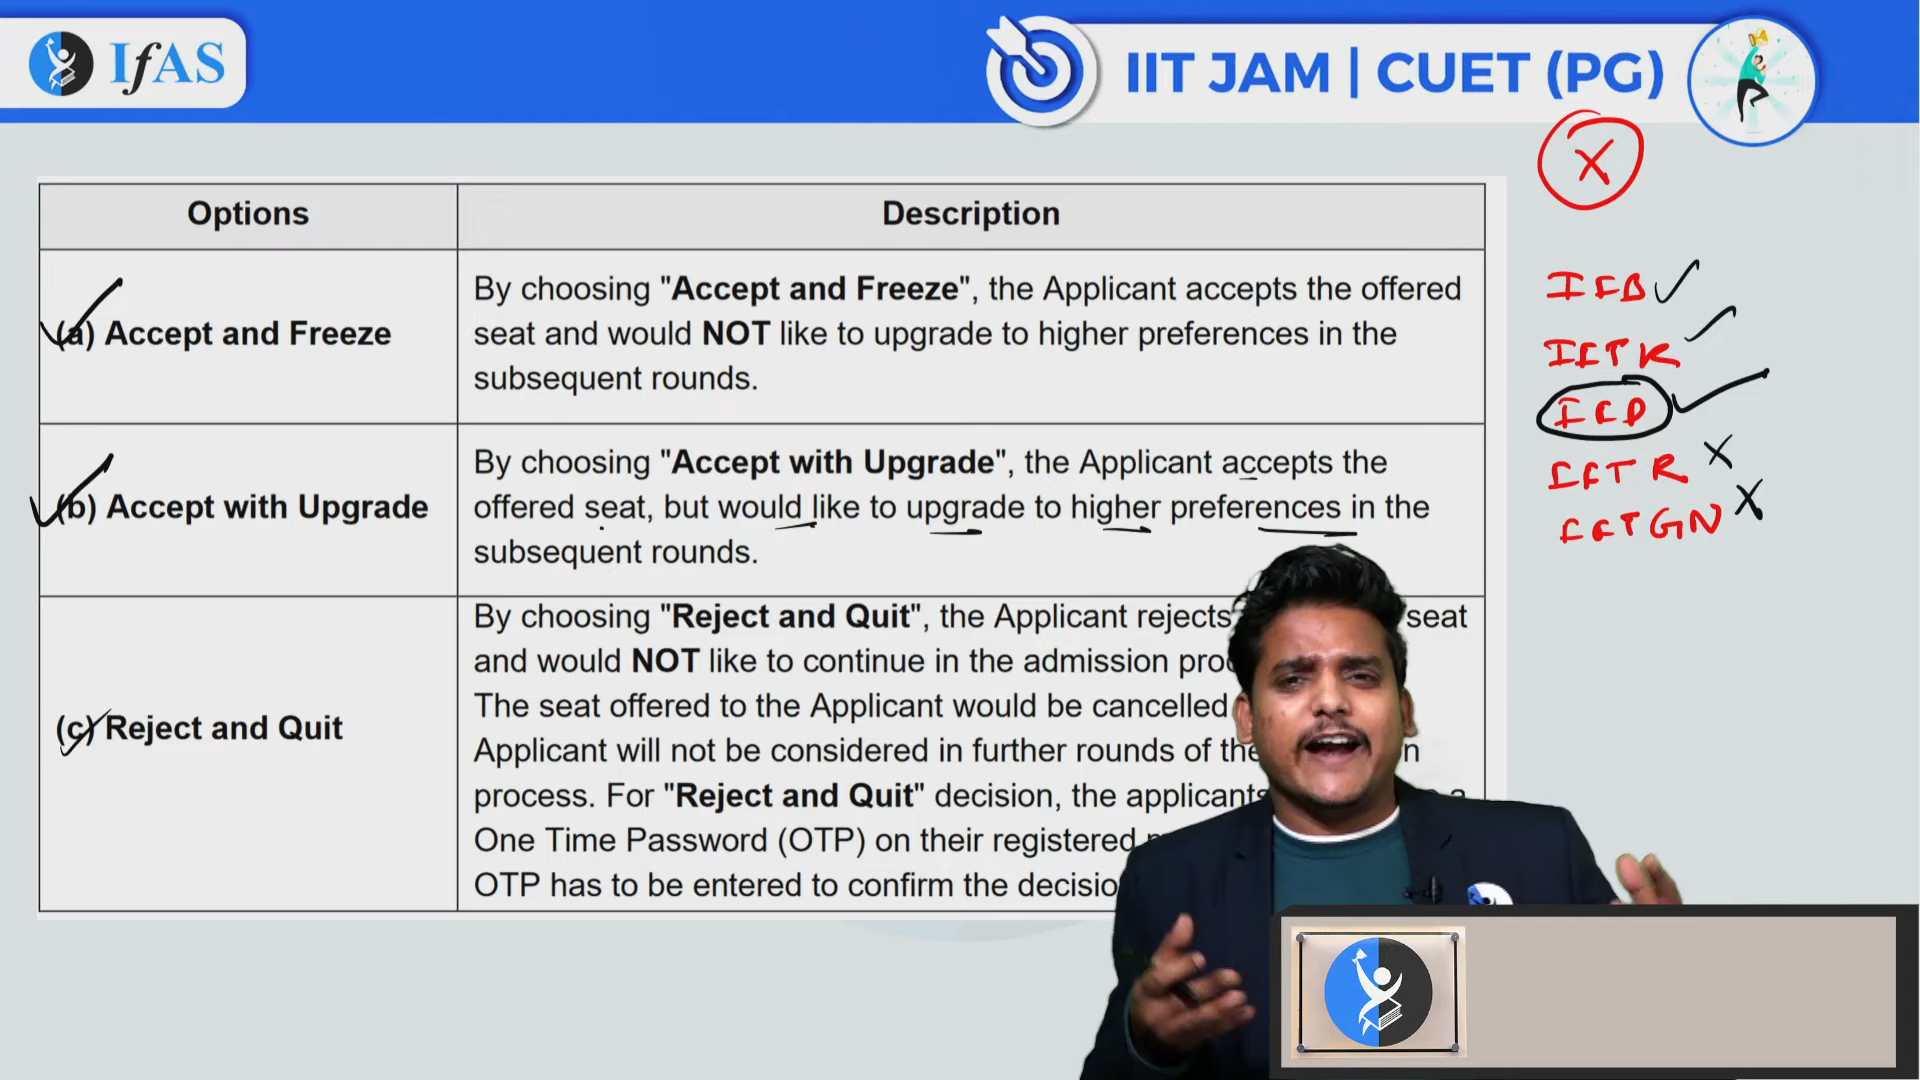 IfAS
IIT JAM | CUET (PG)
X
Options
Description
(a) Accept and Freeze
By choosing "Accept and Freeze", the Applicant accepts the offered
seat and would NOT like to upgrade to higher preferences in the
subsequent rounds.
(b) Accept with Upgrade
By choosing "Accept with Upgrade", the Applicant accepts the
offered seat, but would like to upgrade to higher preferences in the
subsequent rounds.
(c) Reject and Quit
By choosing "Reject and Quit", the Applicant rejects seat
and would NOT like to continue in the admission
The seat offered to the Applicant would be cancelled
Applicant will not be considered in further rounds of the
process. For "Reject and Quit" decision, the applicants a
One Time Password (OTP) on their registered
OTP has to be entered to confirm the
IIT R
IIT GN